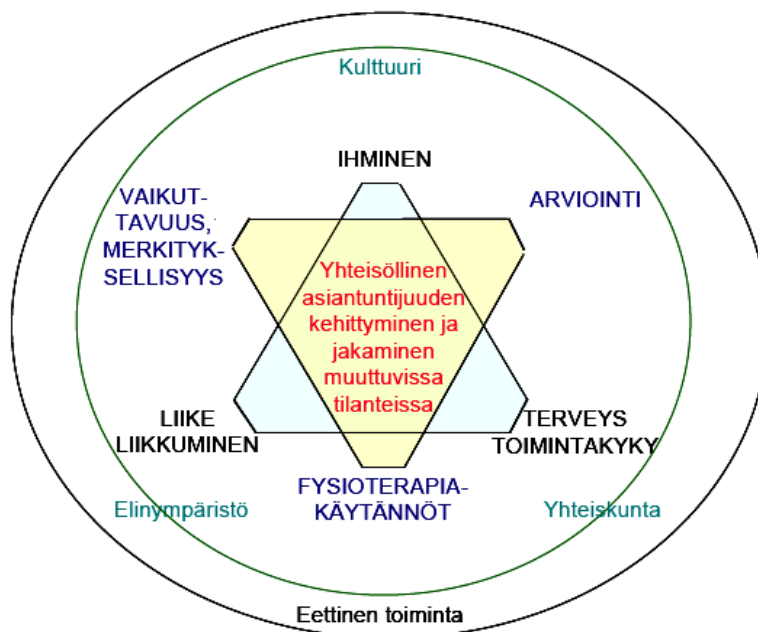 Kulttuuri
IHMINEN
VAIKUT-
TAVUUS,
MERKITYK-
SELLISYYS
ARVIOINTI
Yhteisöllinen
asiantuntijuuden
kehittyminen ja
jakaminen
muuttuvissa
tilanteissa
LIIKE
LIIKKUMINEN
TERVEYS
TOIMINTAKYKY
FYSIOTERAPIA-
KÄYTÄNNÖT
Elinympäristö
Yhteiskunta
Eettinen toiminta